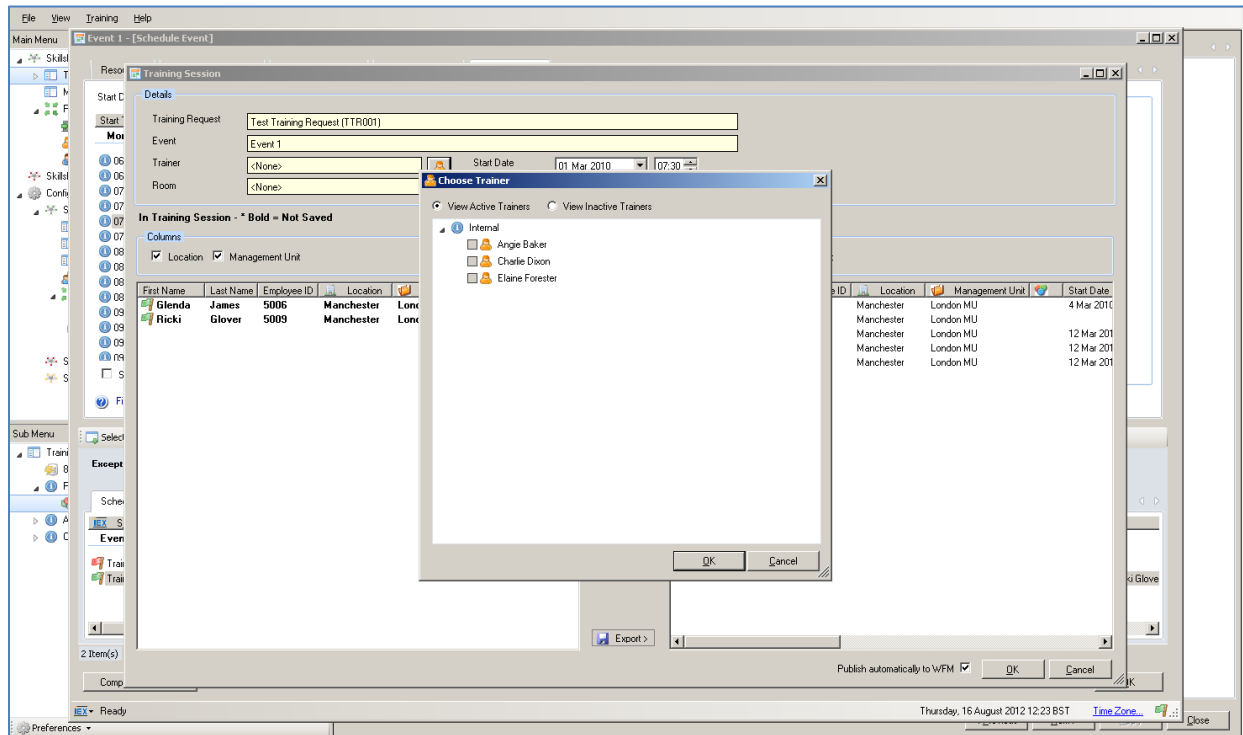 File View Training Help
Main Menu
Event 1 - [Schedule Event]
Training Session
Details
Training Request Test Training Request (TTR001)
Event Event 1
Trainer <None> Start Date 01 Mar 2010 07:30
Room <None>
Choose Trainer
View Active Trainers View Inactive Trainers
Internal
Angie Baker
Charlie Dixon
Elaine Forester
OK Cancel
In Training Session - * Bold = Not Saved
Columns
Location Management Unit
First Name Last Name Employee ID Location
Glenda James 5006 Manchester
Ricki Glover 5009 Manchester
ID Location Management Unit Start Date
Manchester London MU 4 Mar 2010
Manchester London MU
Manchester London MU 12 Mar 201
Manchester London MU 12 Mar 201
Manchester London MU 12 Mar 201
Export >
Publish automatically to WFM OK Cancel
Sub Menu
Select
2 Item(s)
Ready
Thursday, 16 August 2012 12:23 BST Time Zone...
Preferences
Close